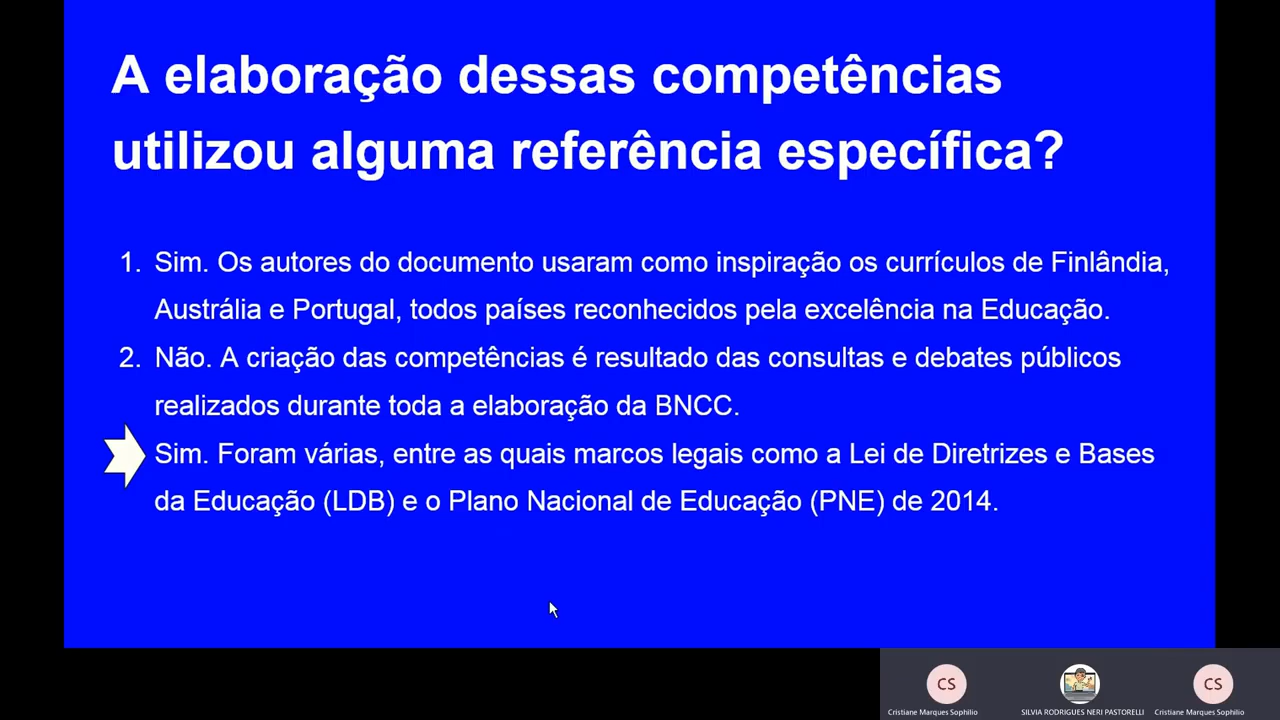 A elaboração dessas competências
utilizou alguma referência específica?
1. Sim. Os autores do documento usaram como inspiração os currículos de Finlândia,
Austrália e Portugal, todos países reconhecidos pela excelência na Educação.
2. Não. A criação das competências é resultado das consultas e debates públicos
realizados durante toda a elaboração da BNCC.
Sim. Foram várias, entre as quais marcos legais como a Lei de Diretrizes e Bases
da Educação (LDB) e o Plano Nacional de Educação (PNE) de 2014.
CS CS
Cristiane Marques Sophilio SILVIA RODRIGUES NERI PASTORELLI Cristiane Marques Sophilio